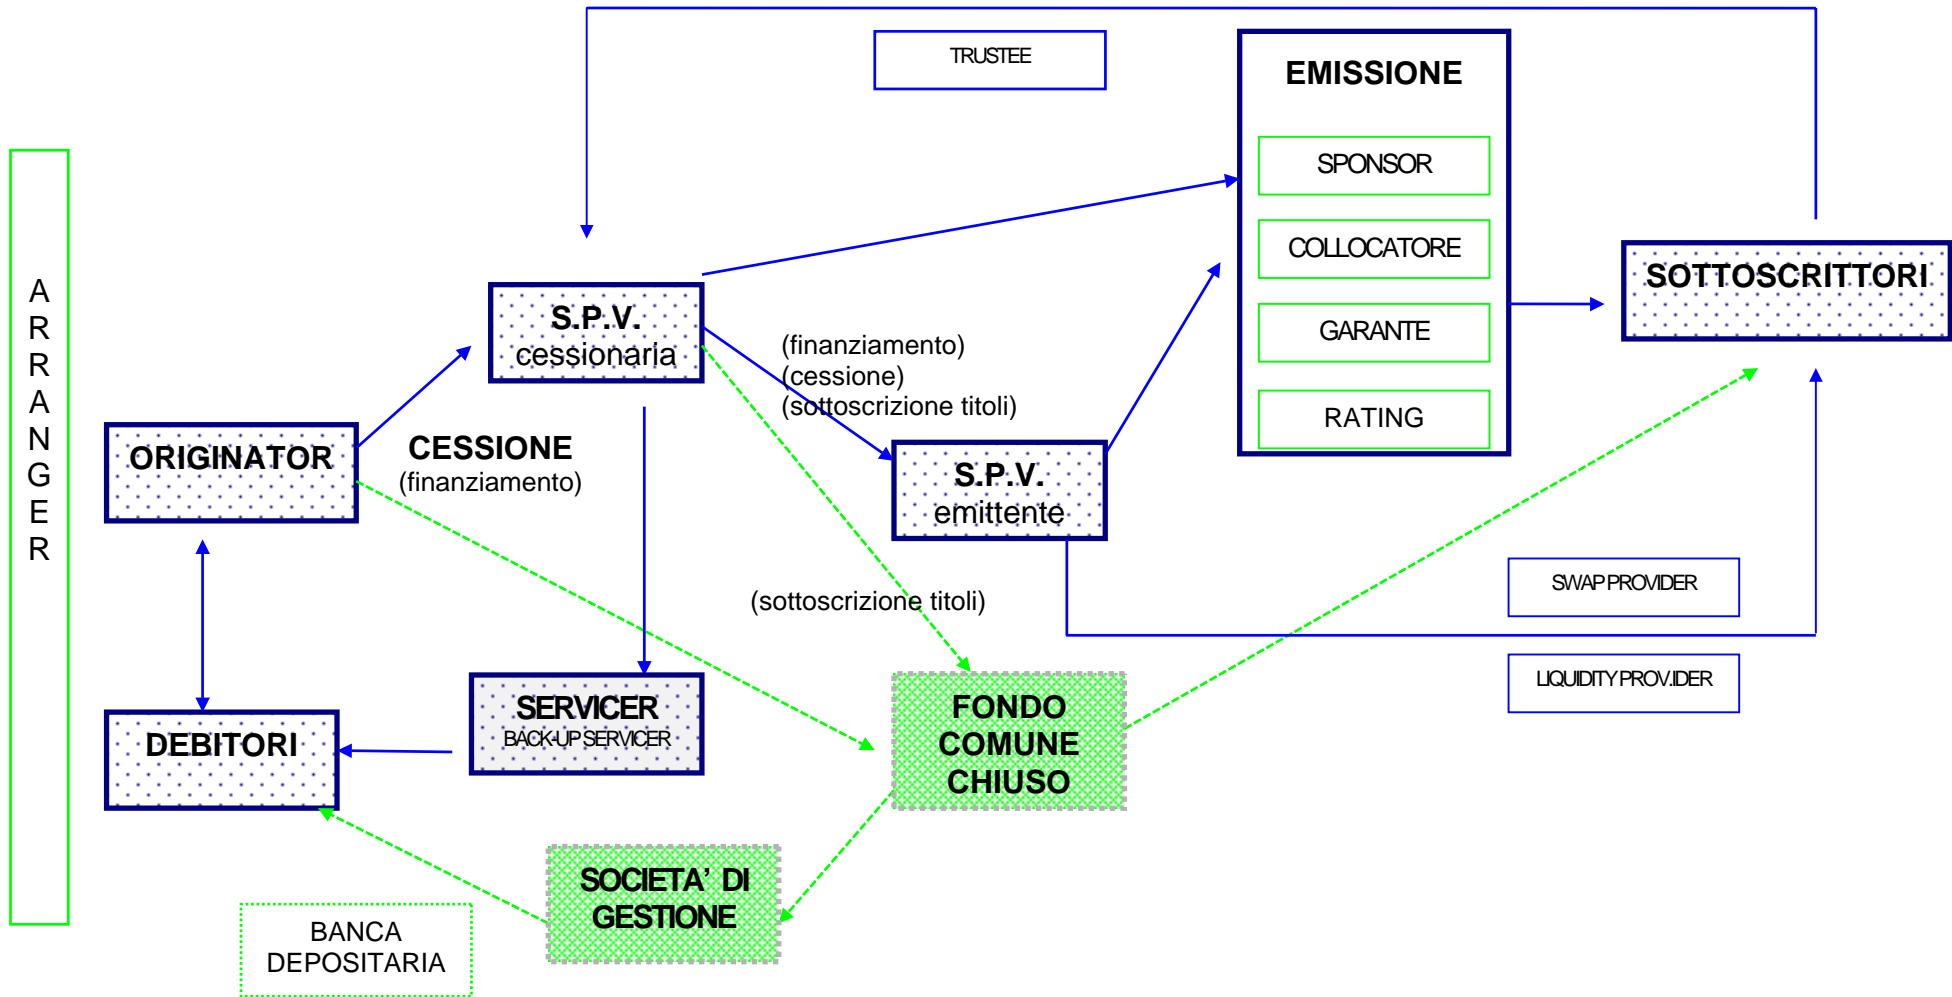 TRUSTEE
EMISSIONE
SPONSOR
COLLOCATORE
GARANTE
RATING
SOTTOSCRITTORI
A
R
R
A
N
G
E
R
S.P.V.
cessionaria
(finanziamento)
(cessione)
(sottoscrizione titoli)
ORIGINATOR
CESSIONE
(finanziamento)
S.P.V.
emittente
(sottoscrizione titoli)
SWAP PROVIDER
LIQUIDITY PROV.IDER
SERVICER
BACK-UP SERVICER
DEBITORI
FONDO
COMUNE
CHIUSO
SOCIETA’ DI
GESTIONE
BANCA
DEPOSITARIA